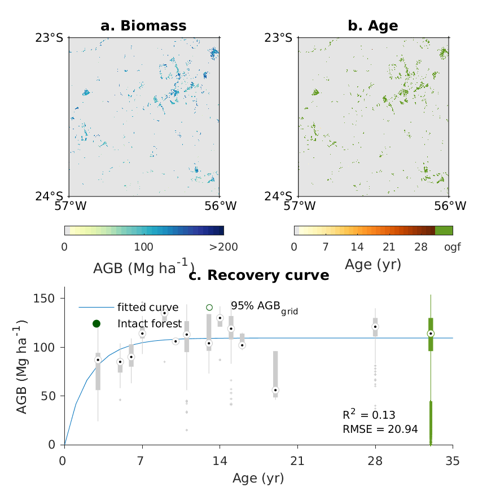 a. Biomass
b. Age
23°S
23°S
24°S
24°S
57°W
56°W
57°W
56°W
0
100
>200
0
7
14
21
28
ogf
AGB (Mg ha⁻¹)
Age (yr)
c. Recovery curve
150
100
50
0
AGB (Mg ha⁻¹)
fitted curve
95% AGBgrid
Intact forest
R² = 0.13
RMSE = 20.94
0
7
14
21
28
35
Age (yr)